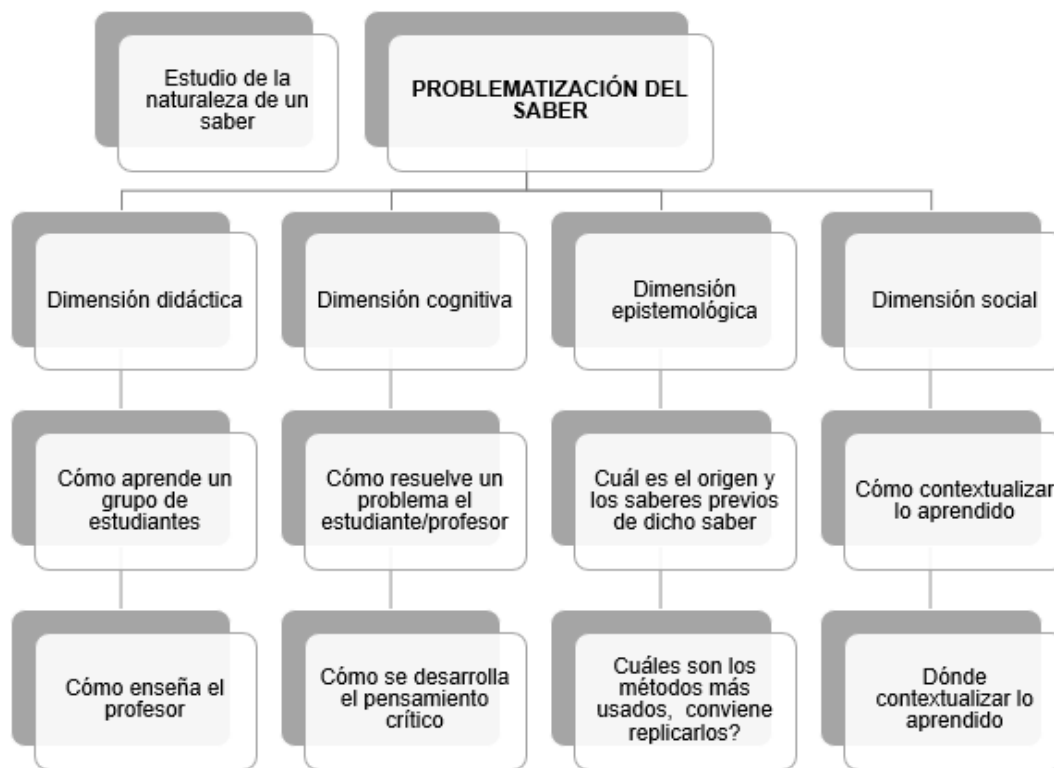 Estudio de la
naturaleza de un
saber
PROBLEMATIZACIÓN DEL
SABER
Dimensión didáctica
Dimensión cognitiva
Dimensión
epistemológica
Dimensión social
Cómo aprende un
grupo de
estudiantes
Cómo resuelve un
problema el
estudiante/profesor
Cuál es el origen y
los saberes previos
de dicho saber
Cómo contextualizar
lo aprendido
Cómo enseña el
profesor
Cómo se desarrolla
el pensamiento
crítico
Cuáles son los
métodos más
usados, conviene
replicarlos?
Dónde
contextualizar lo
aprendido